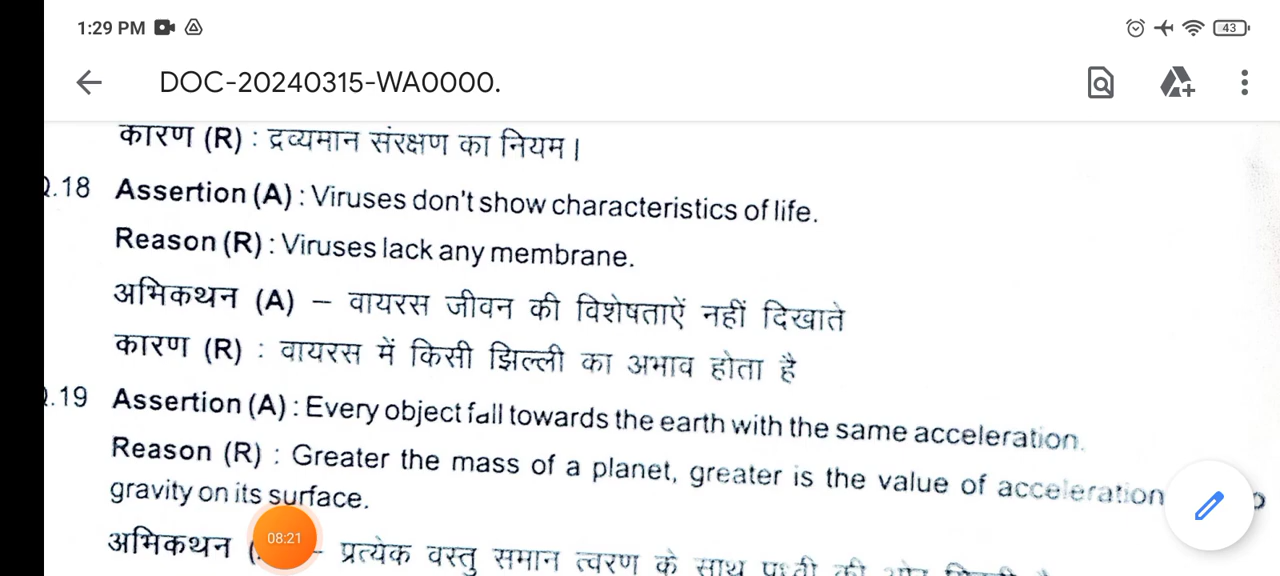 1:29 PM
43
DOC-20240315-WA0000.
कारण (R) : द्रव्यमान संरक्षण का नियम।
.18 Assertion (A) : Viruses don't show characteristics of life.
Reason (R) : Viruses lack any membrane.
अभिकथन (A) – वायरस जीवन की विशेषताऐं नहीं दिखाते
कारण (R) : वायरस में किसी झिल्ली का अभाव होता है
.19 Assertion (A) : Every object fall towards the earth with the same acceleration.
Reason (R) : Greater the mass of a planet, greater is the value of acceleration
gravity on its surface.
अभिकथन – प्रत्येक वस्तु समान त्वरण के साथ
08:21